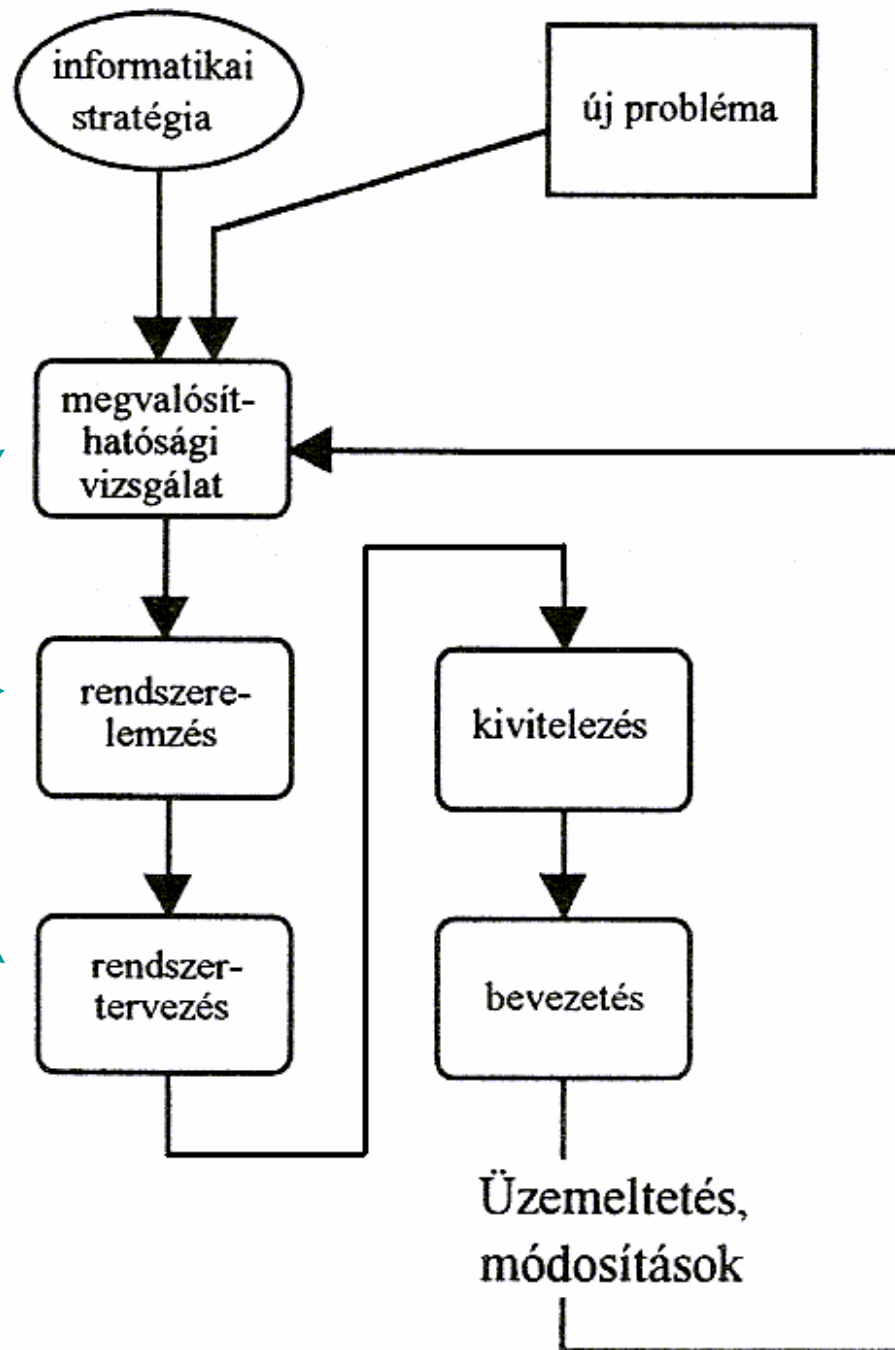 informatikai
stratégia
új probléma
megvalósít-
hatósági
vizsgálat
rendszere-
lemzés
rendszer-
tervezés
kivitelezés
bevezetés
Üzemeltetés,
módosítások